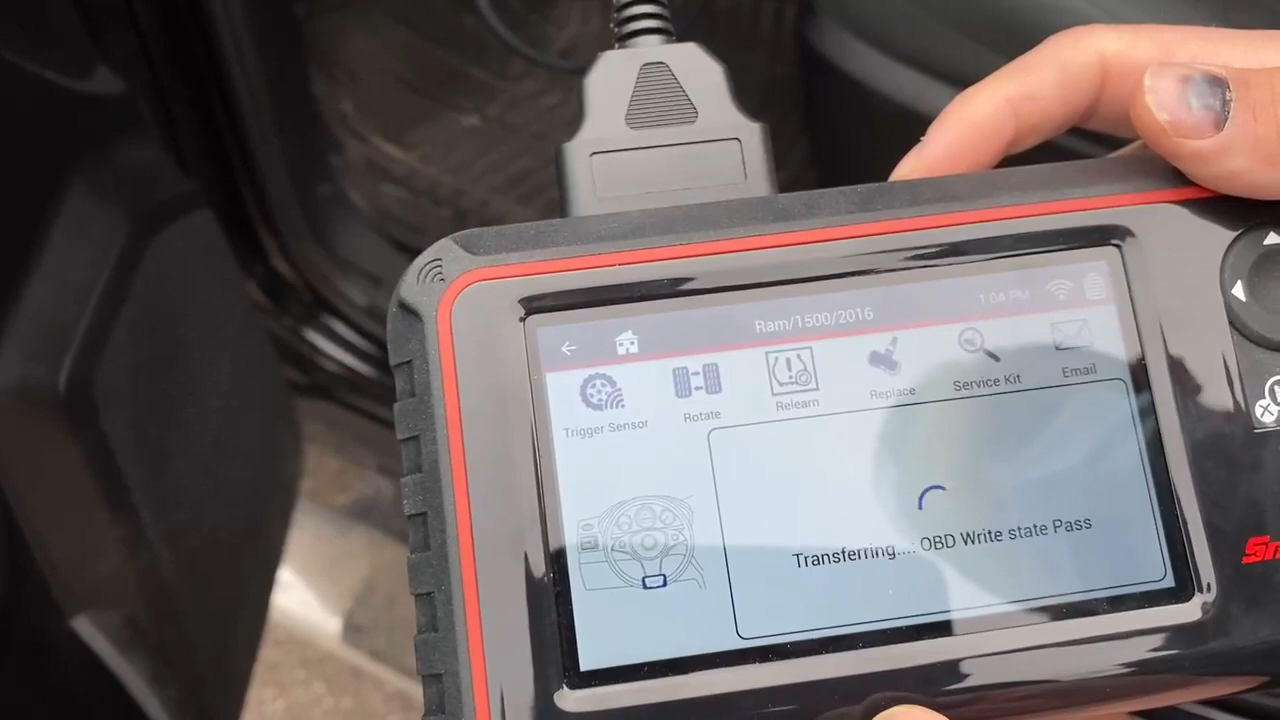 Ram/1500/2016
1:04 PM
Trigger Sensor
Rotate
Relearn
Replace
Service Kit
Email
Transferring...: OBD Write state Pass